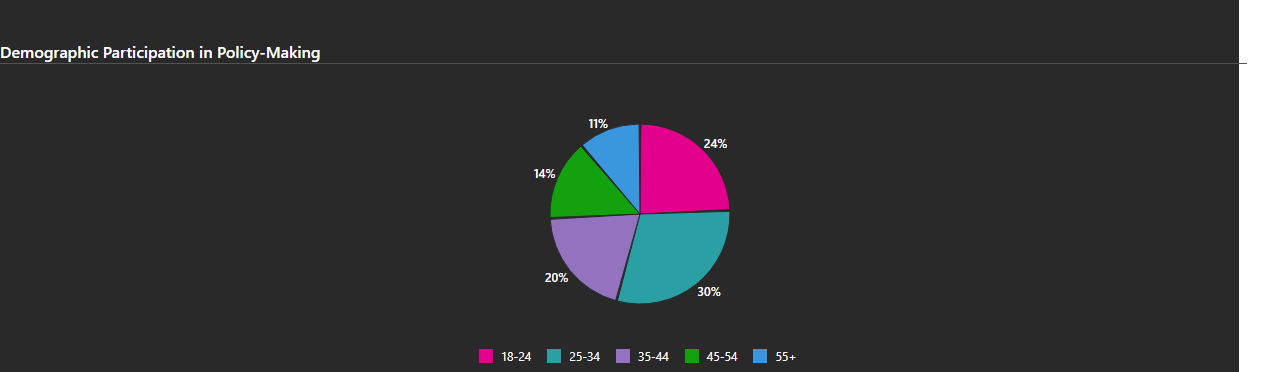 Demographic Participation in Policy-Making
11%
24%
14%
20%
30%
18-24 25-34 35-44 45-54 55+